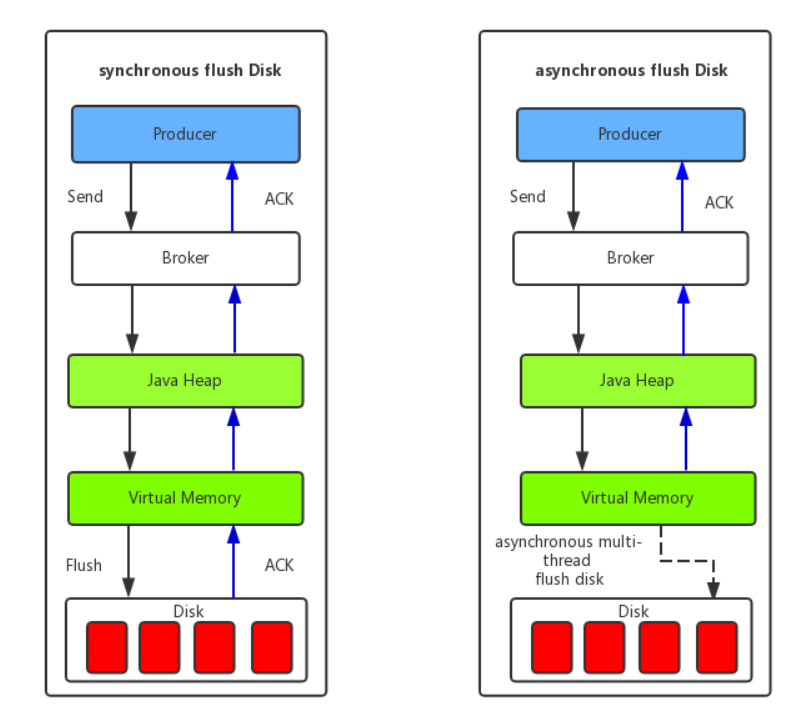 synchronous flush Disk
Producer
Send
ACK
Broker
Java Heap
Virtual Memory
Flush
ACK
Disk
asynchronous flush Disk
Producer
Send
ACK
Broker
Java Heap
Virtual Memory
asynchronous multi-
thread
flush disk
Disk